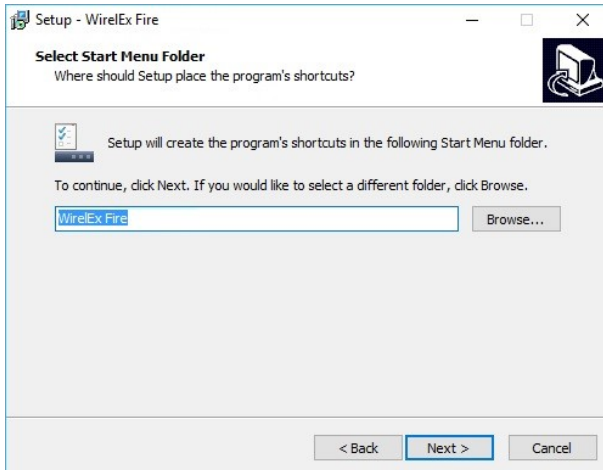 Setup - WirelEx Fire
Select Start Menu Folder
Where should Setup place the program's shortcuts?
Setup will create the program's shortcuts in the following Start Menu folder.
To continue, click Next. If you would like to select a different folder, click Browse.
WirelEx Fire
Browse...
< Back
Next >
Cancel